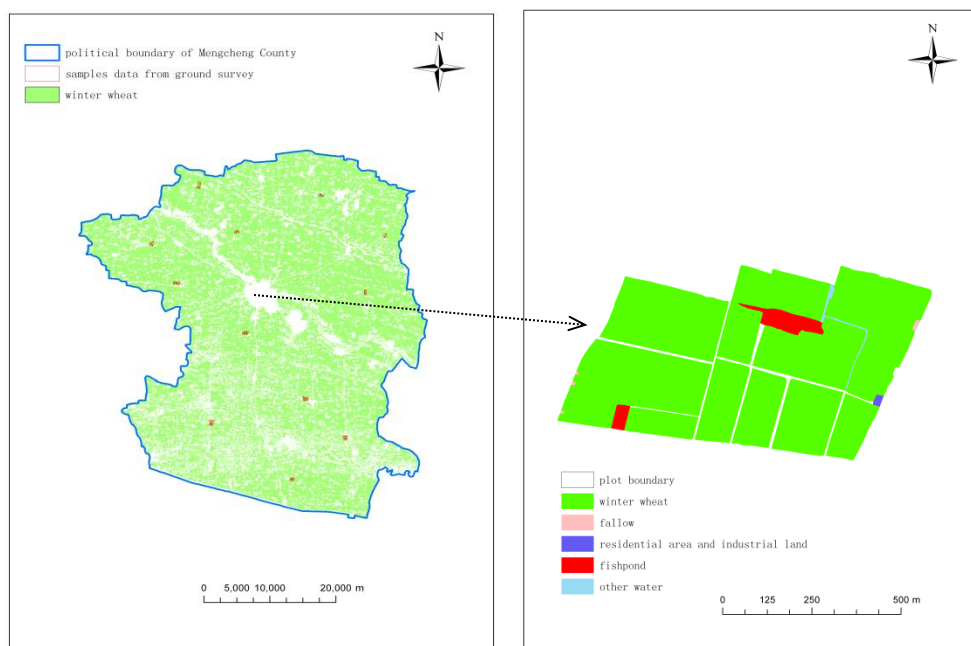 N
political boundary of Mengcheng County
samples data from ground survey
winter wheat
0 5,000 10,000 20,000 m
N
plot boundary
winter wheat
fallow
residential area and industrial land
fishpond
other water
0 125 250 500 m